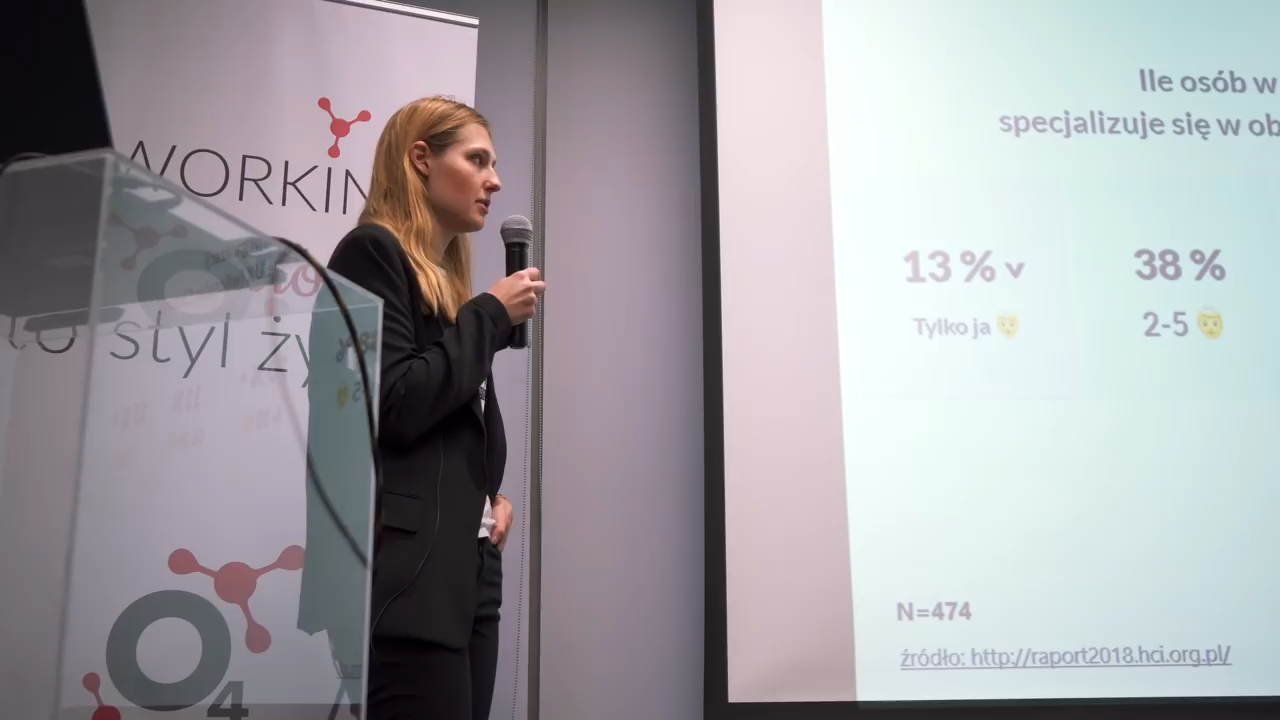 WORKIN
to styl ży
O4
Ile osób w
specjalizuje się w ob
13 % v
38 %
Tylko ja
2-5
N=474
źródło: http://raport2018.hci.org.pl/